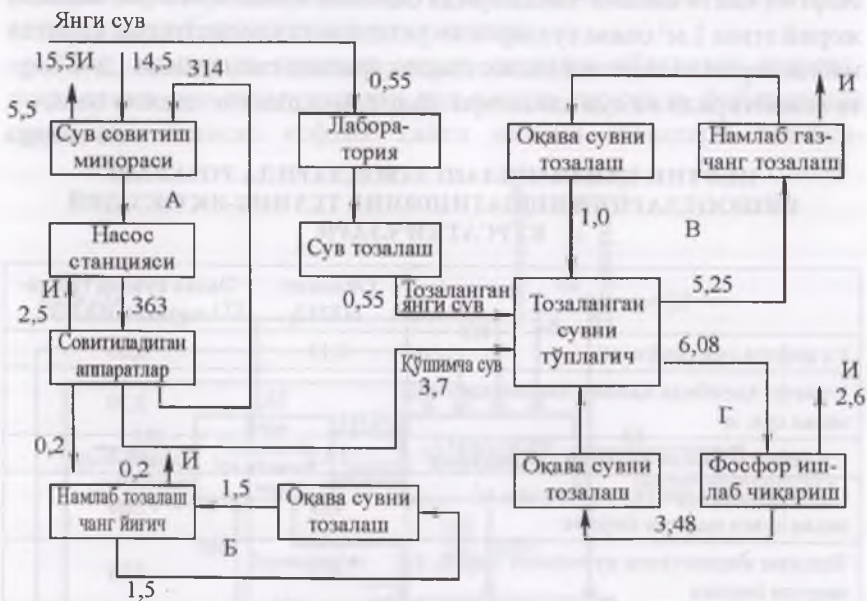 Янги сув
15,5И
14,5
314
0,55
И
5,5
Сув совитиш
минораси
Лабора-
тория
Оқава сувни
тозалаш
Намлаб газ-
чанг тозалаш
А
1,0
В
Насос
станцияси
Сув тозалаш
И
2,5
363
0,55
Тозаланган
янги сув
Тозаланган
сувни
тўплагич
5,25
6,08
Совитиладиган
аппаратлар
Қўшимча сув
3,7
И
2,6
Г
0,2
0,2
И
Намлаб тозалаш
чанг йиғич
1,5
Оқава сувни
тозалаш
Оқава сувни
тозалаш
Фосфор иш-
лаб чиқариш
Б
3,48
1,5